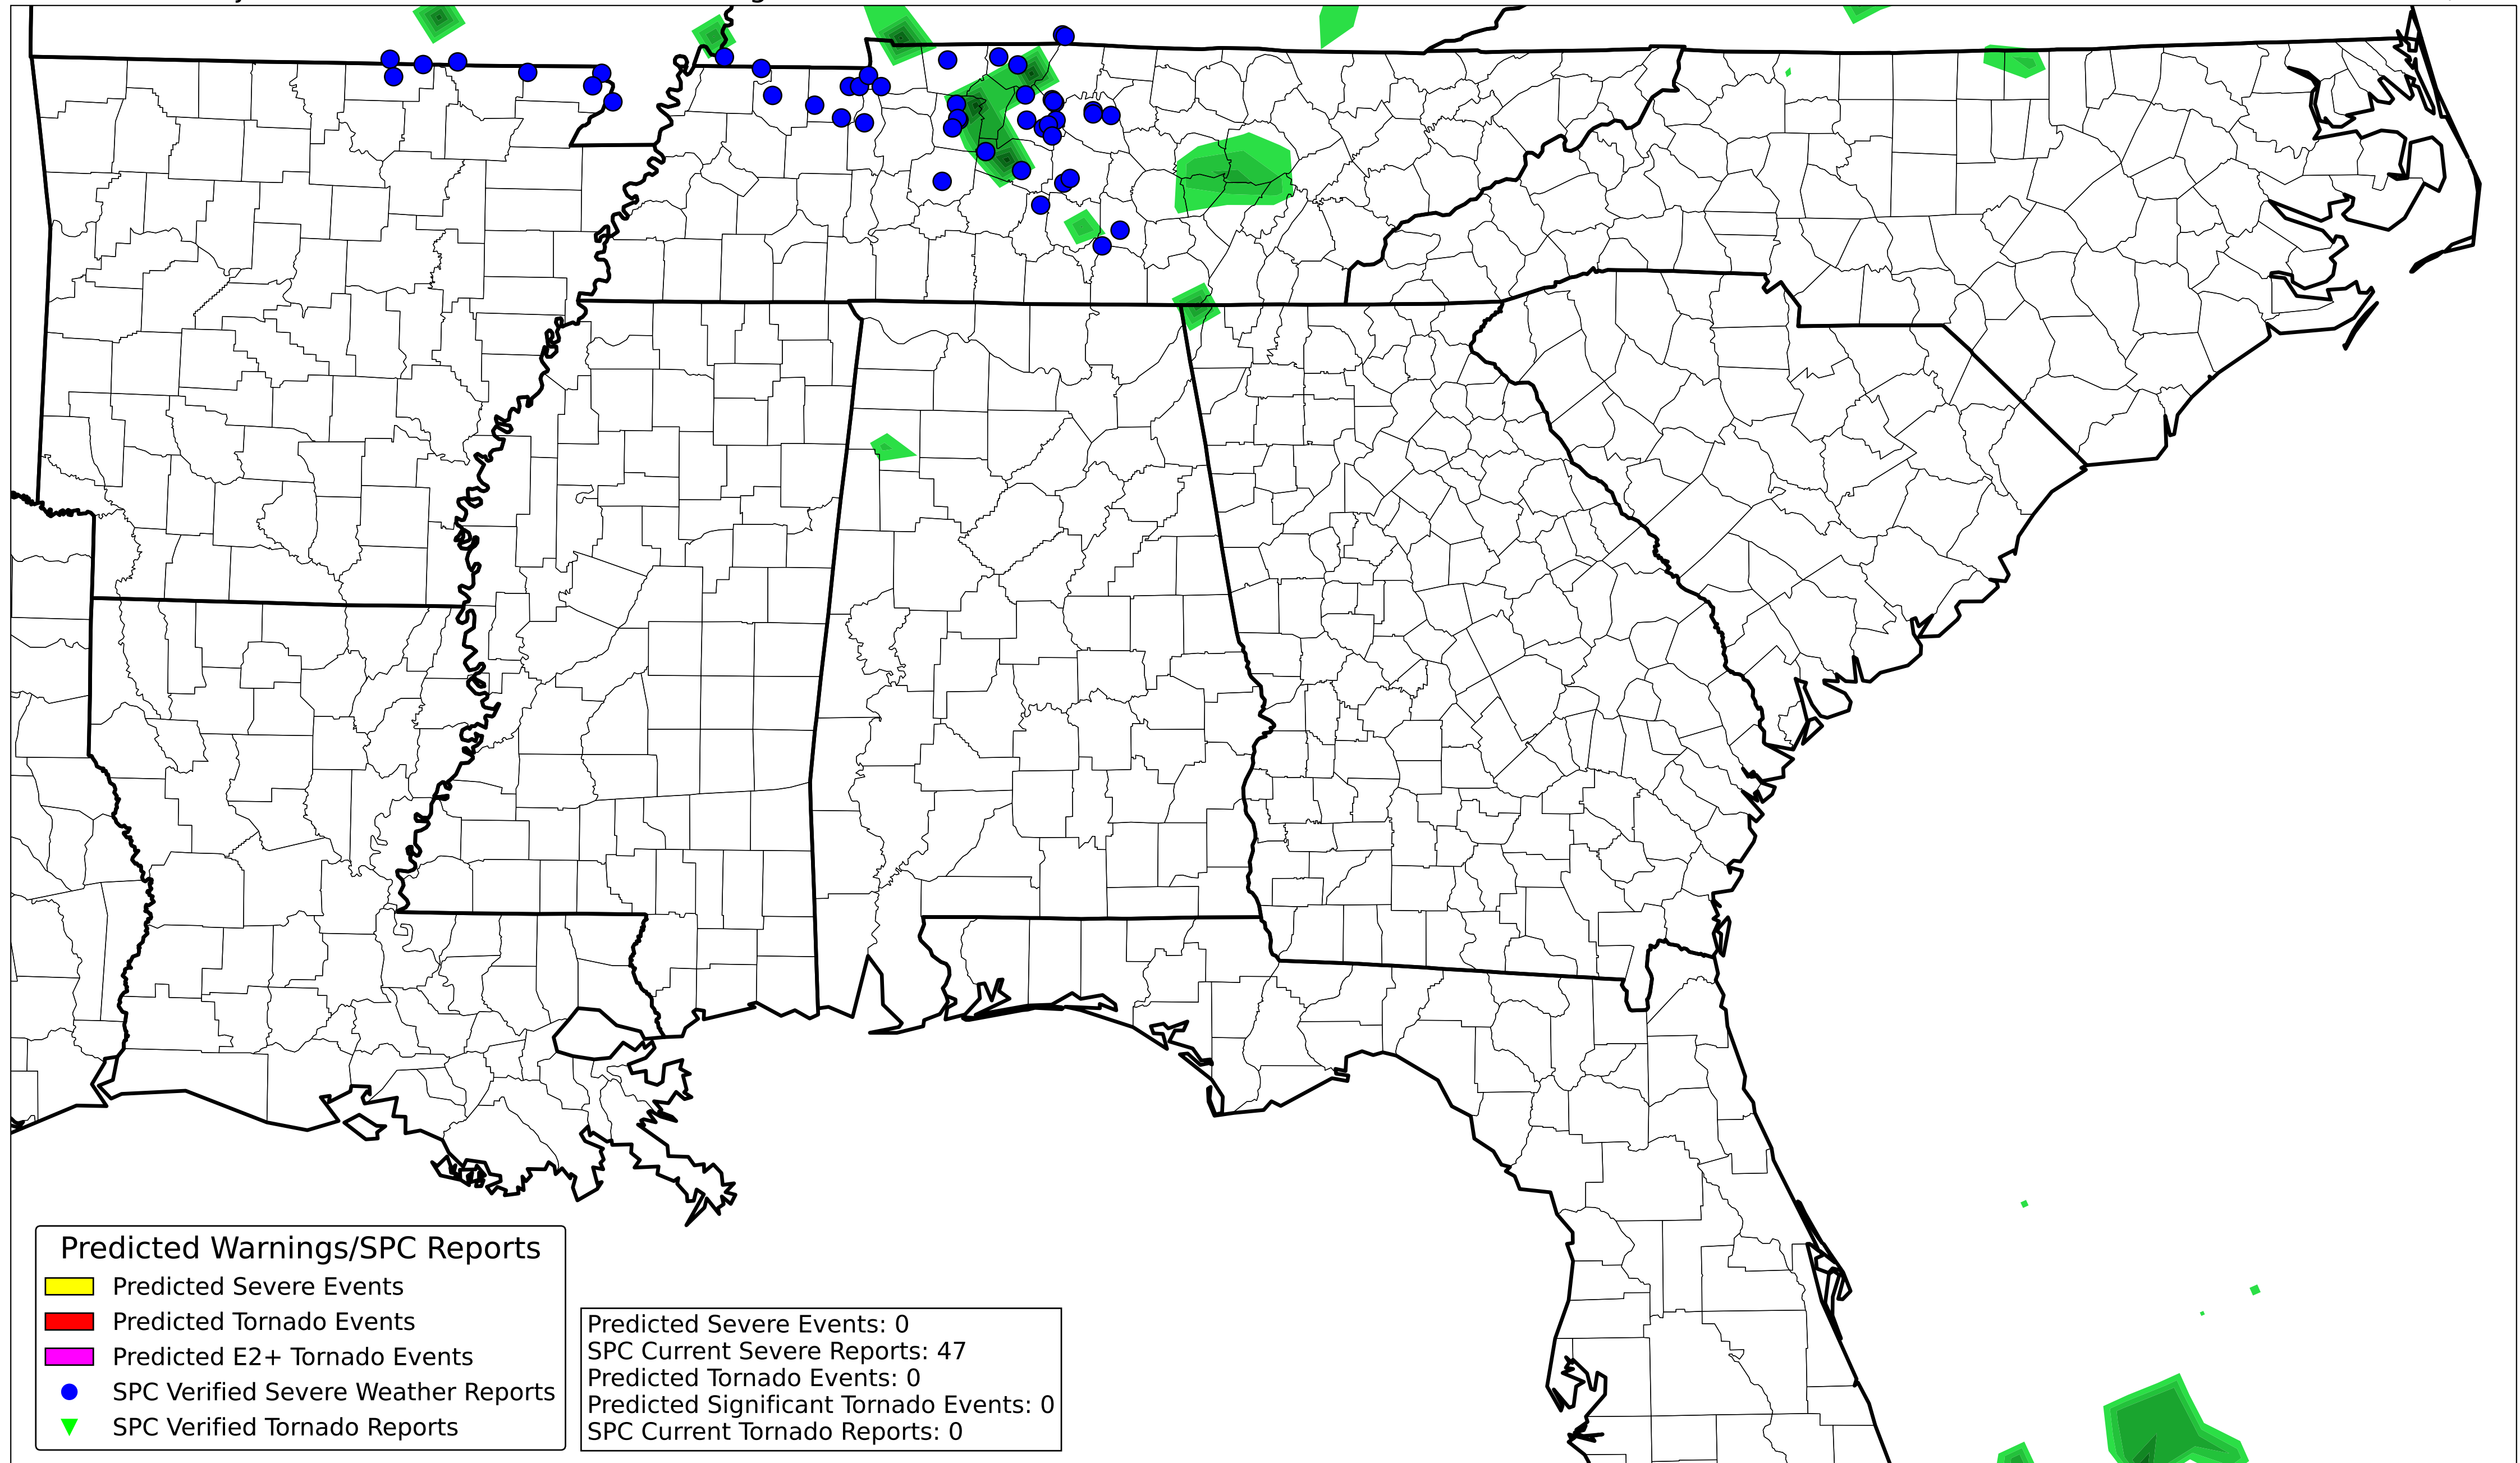 Predicted Warnings/SPC Reports
Predicted Severe Events
Predicted Tornado Events
Predicted E2+ Tornado Events
SPC Verified Severe Weather Reports
SPC Verified Tornado Reports
Predicted Severe Events: 0
SPC Current Severe Reports: 47
Predicted Tornado Events: 0
Predicted Significant Tornado Events: 0
SPC Current Tornado Reports: 0